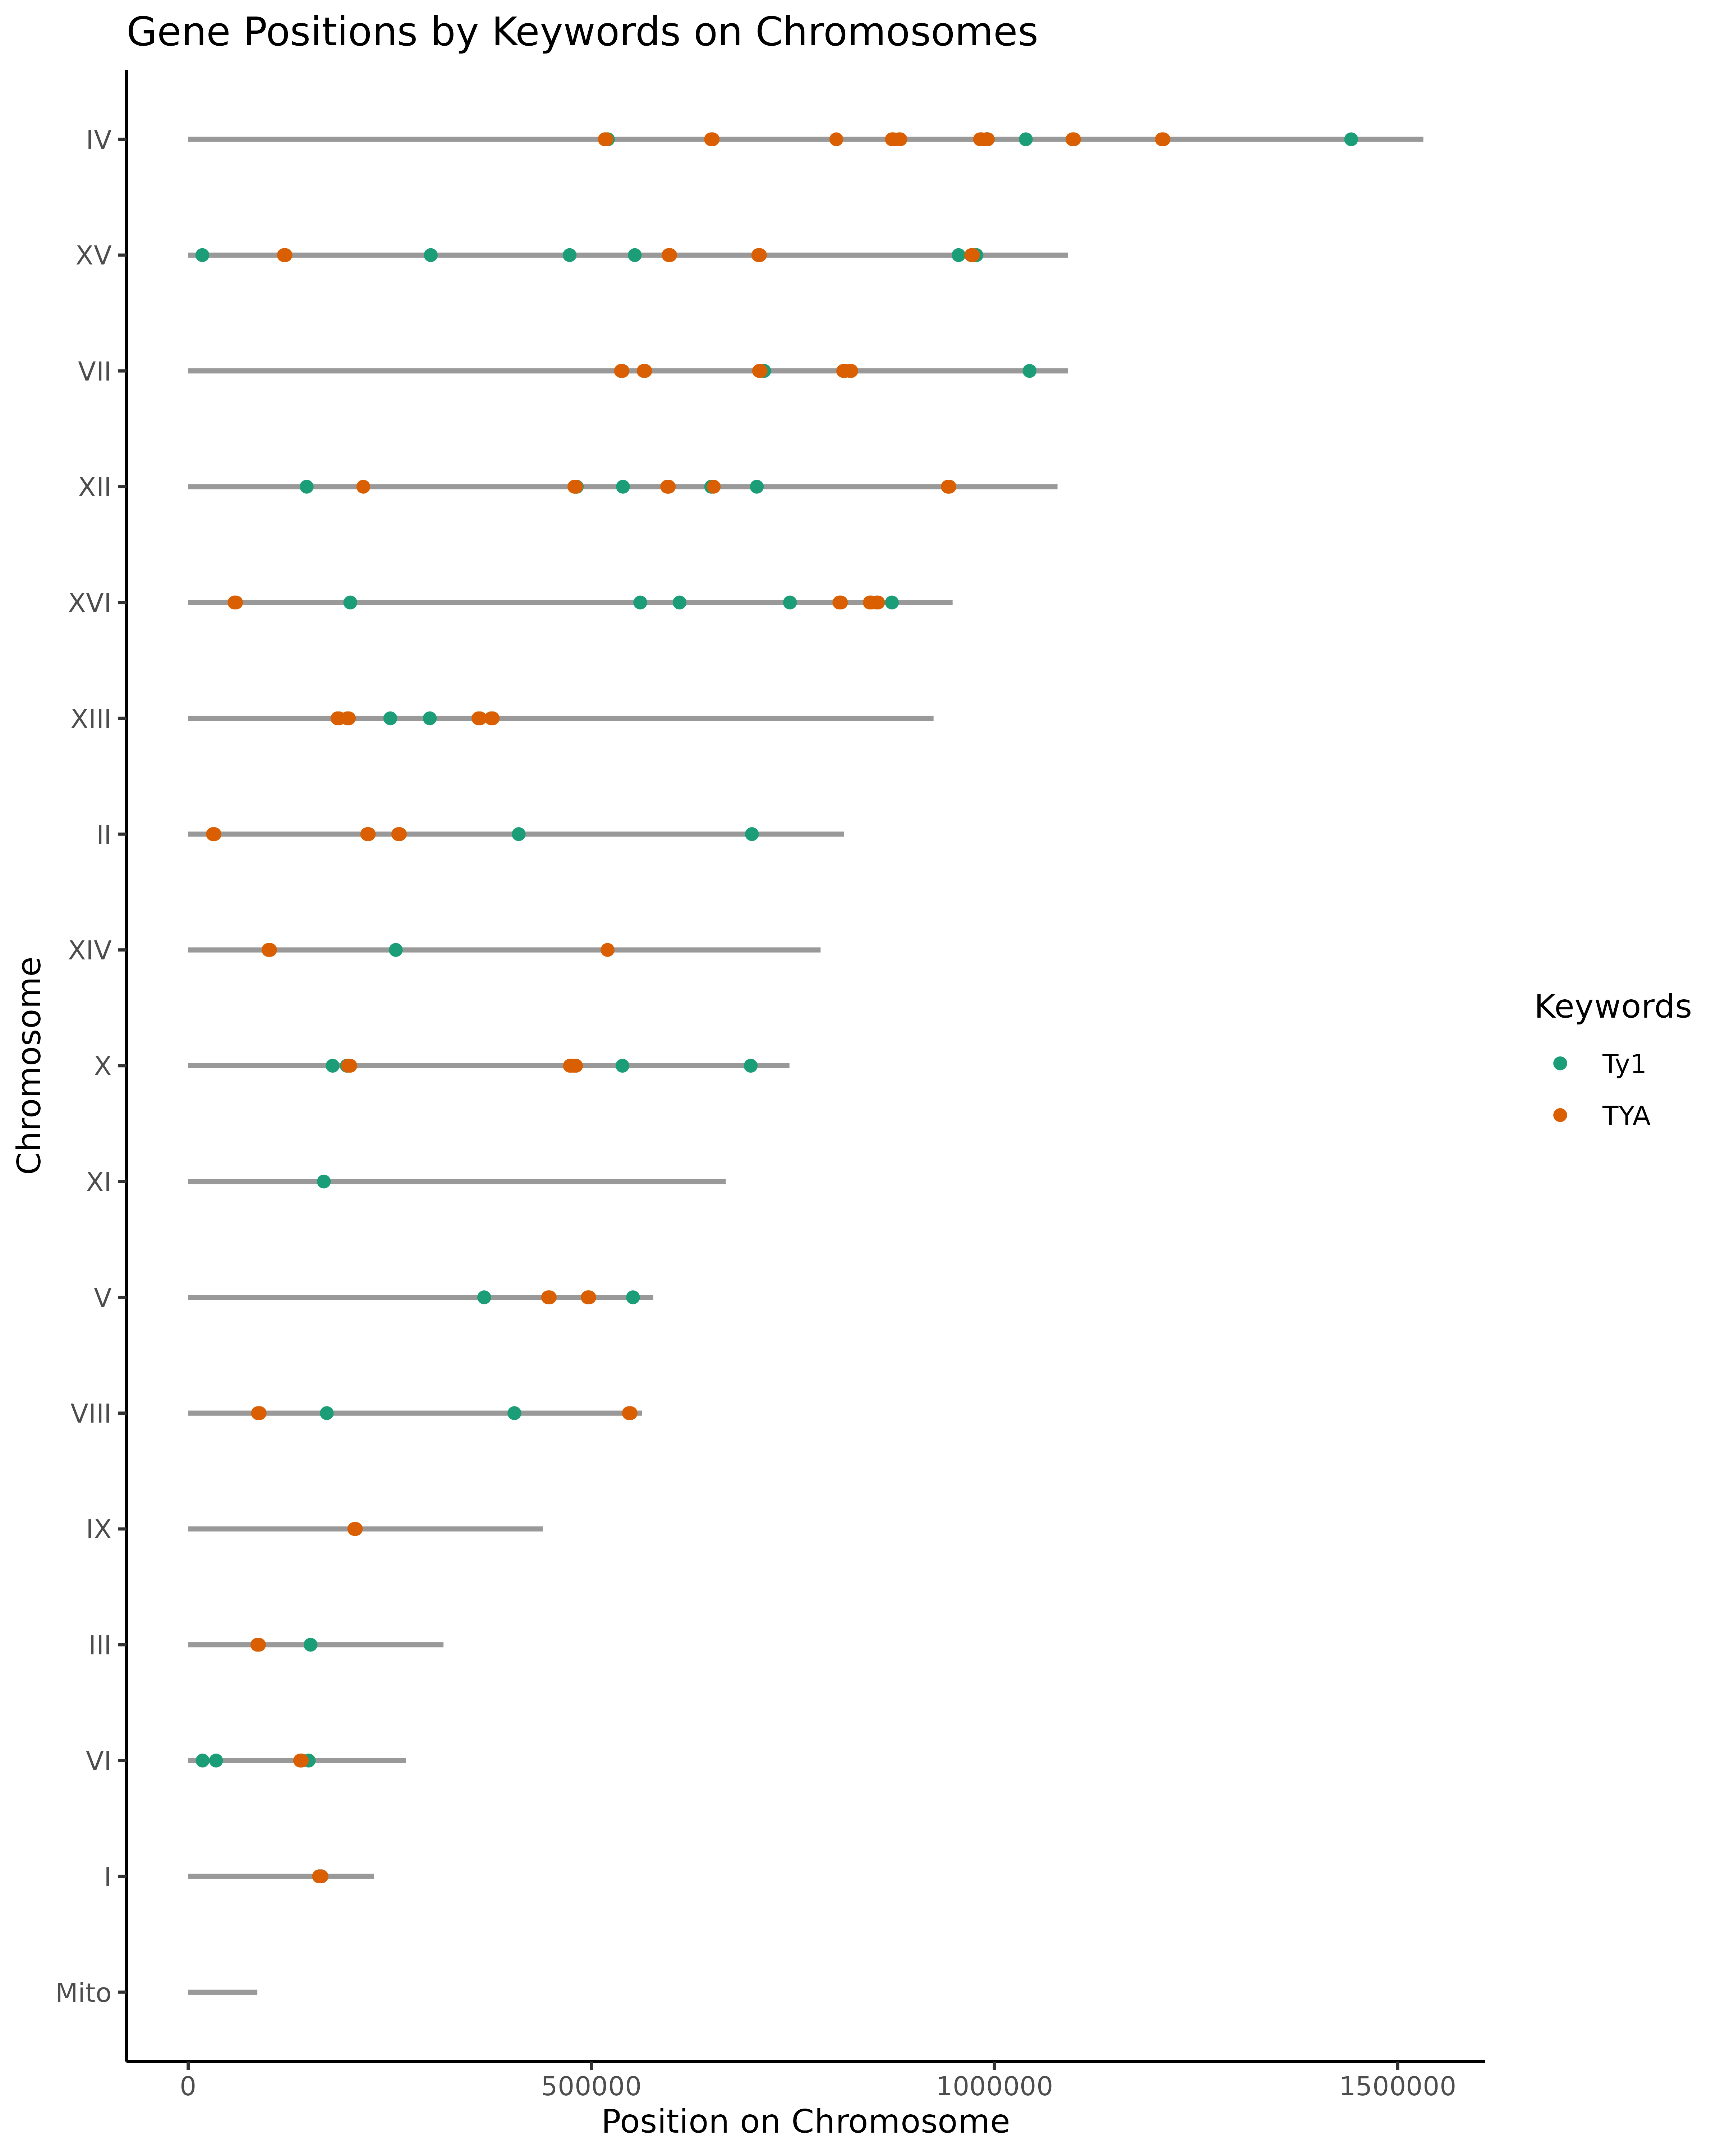 Gene Positions by Keywords on Chromosomes
IV
XV
VII
XII
XVI
XIII
II
XIV
X
XI
V
VIII
IX
III
VI
I
Mito
Chromosome
0 500000 1000000 1500000
Position on Chromosome
Keywords
Ty1
TYA